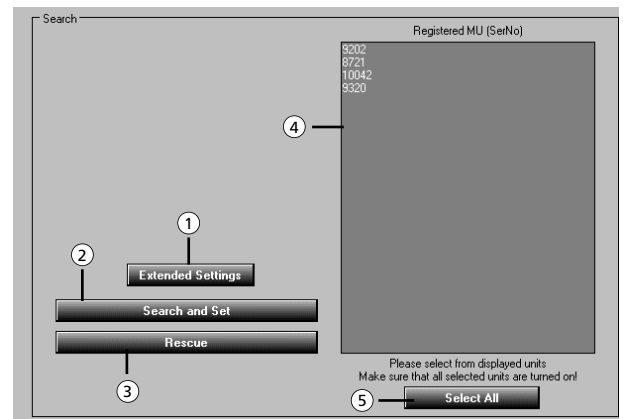 Search
Registered MU (SerNo)
9202
8721
10042
9320
4
1
2
Extended Settings
Search and Set
Rescue
3
Please select from displayed units
Make sure that all selected units are turned on!
5
Select All